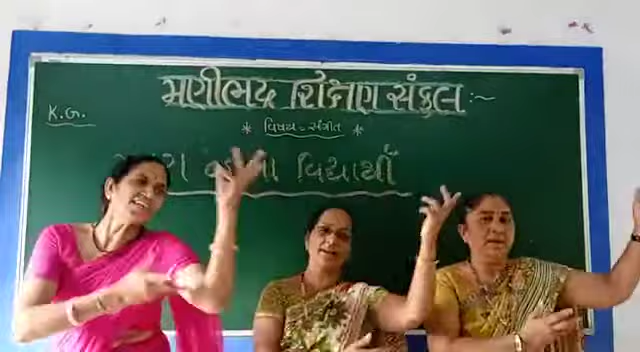 મણીભદ્ર શિક્ષણ સંકુલ :~
K.G.
* વિષય = સંગીત *
વિદ્યાર્થી